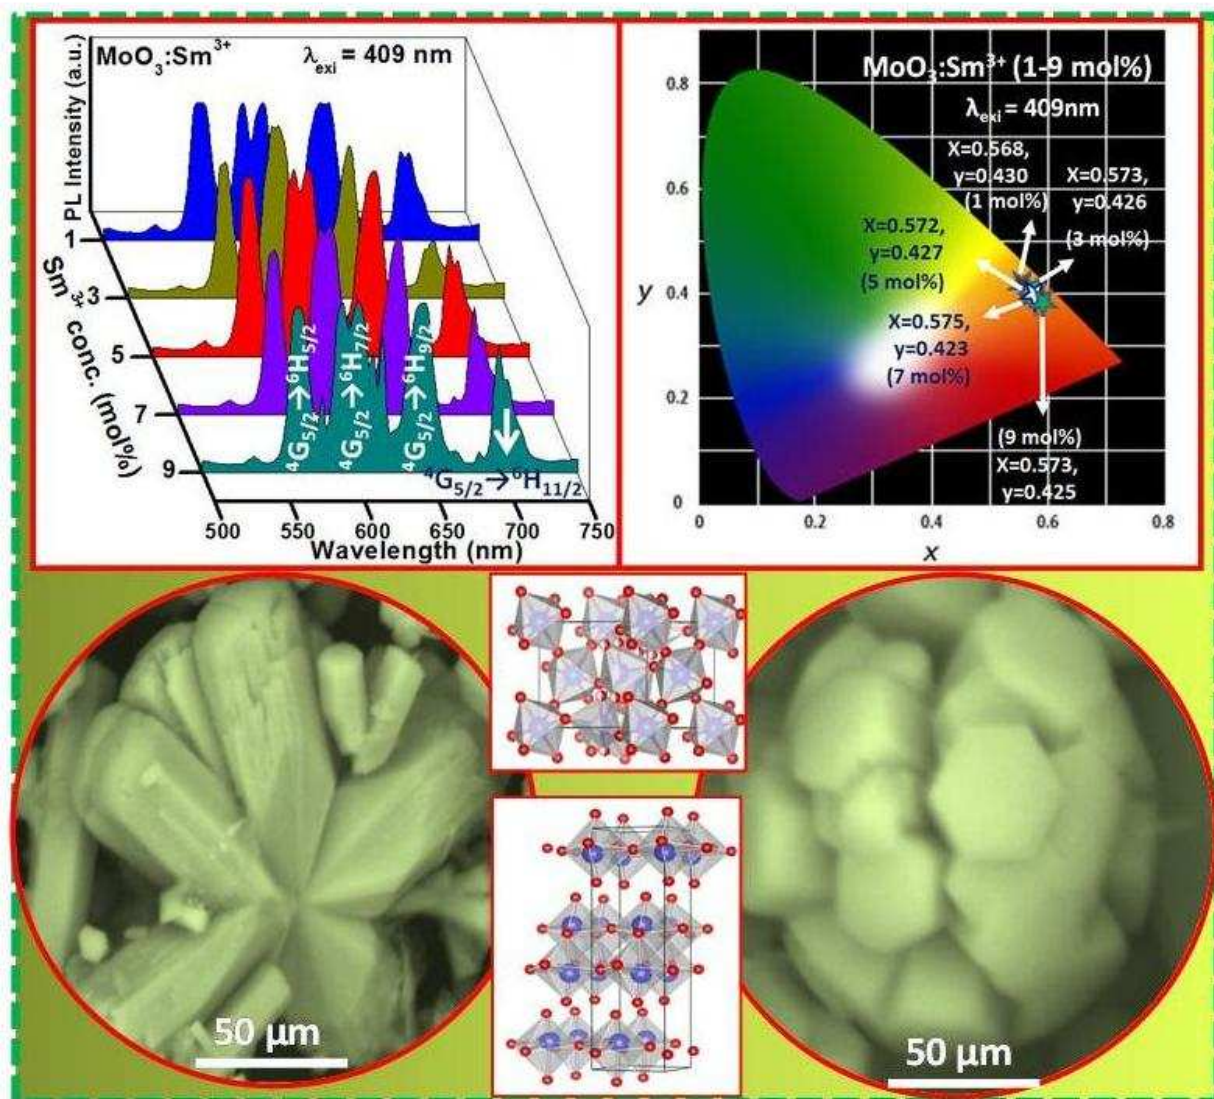 MoO₃:Sm³⁺
λₑₓᵢ = 409 nm
PL Intensity (a.u.)
1
3
5
7
9
Sm³⁺ conc. (mol%)
⁴G₅/₂→⁶H₅/₂
⁴G₅/₂→⁶H₇/₂
⁴G₅/₂→⁶H₉/₂
⁴G₅/₂→⁶H₁₁/₂
500 550 600 650 700 750
Wavelength (nm)
MoO₃:Sm³⁺ (1-9 mol%)
λₑₓᵢ = 409nm
X=0.568,
y=0.430
(1 mol%)
X=0.573,
y=0.426
(3 mol%)
X=0.572,
y=0.427
(5 mol%)
X=0.575,
y=0.423
(7 mol%)
(9 mol%)
X=0.573,
y=0.425
0.8
0.6
0.4
0.2
0
y
0 0.2 0.4 0.6 0.8
x
50 µm
50 µm